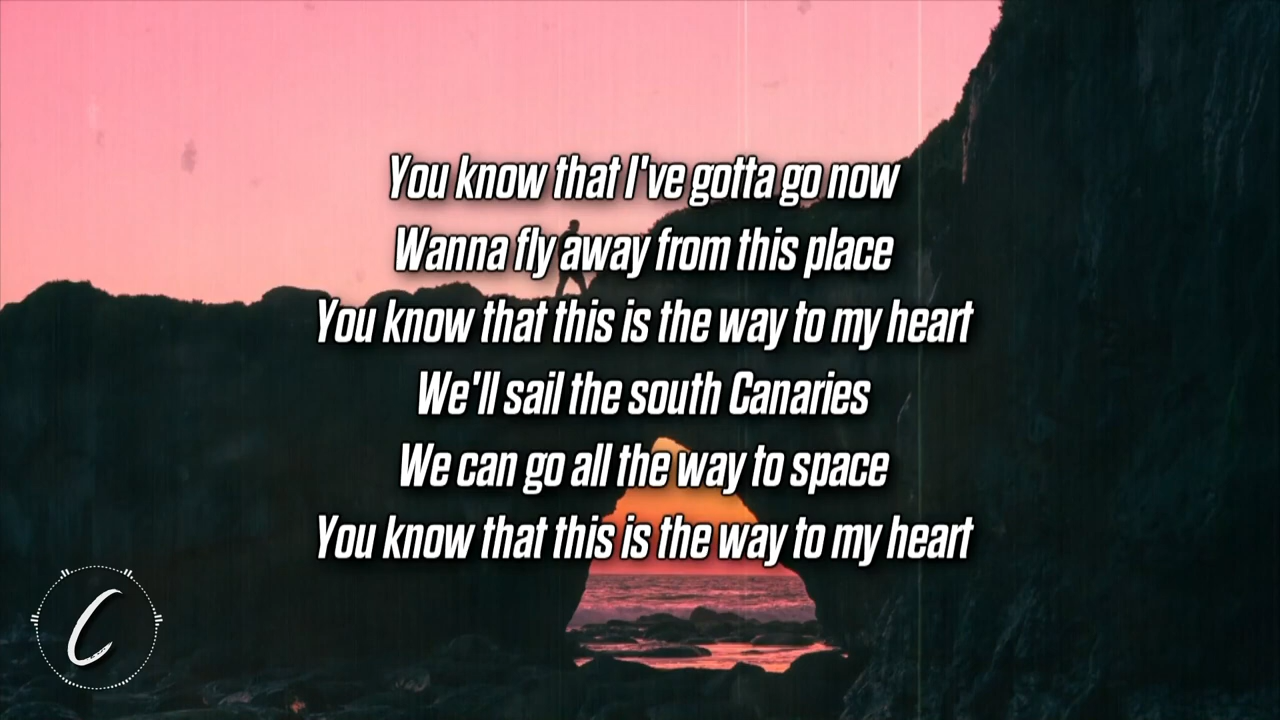 You know that I've gotta go now
Wanna fly away from this place
You know that this is the way to my heart
We'll sail the south Canaries
We can go all the way to space
You know that this is the way to my heart
C